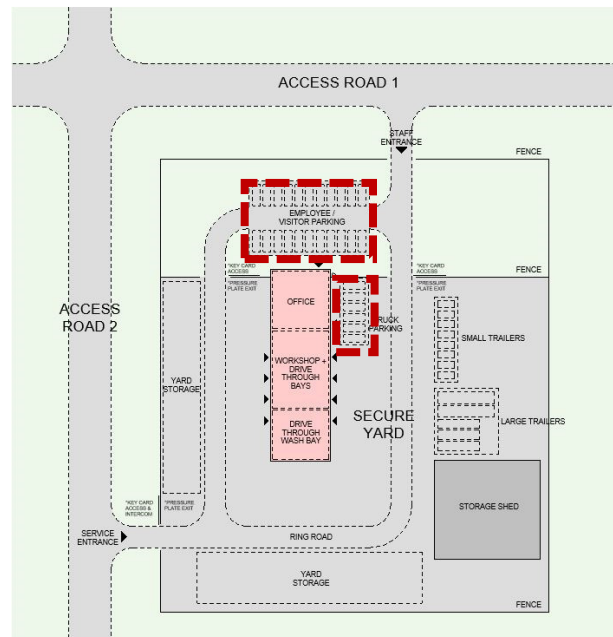 ACCESS ROAD 1
STAFF
ENTRANCE
FENCE
EMPLOYEE /
VISITOR PARKING
*KEY CARD
ACCESS
*PRESSURE
PLATE EXIT
*KEY CARD
ACCESS
*PRESSURE
PLATE EXIT
FENCE
OFFICE
TRUCK
PARKING
ACCESS
ROAD 2
SMALL TRAILERS
YARD
STORAGE
WORKSHOP +
DRIVE
THROUGH
BAYS
SECURE
YARD
LARGE TRAILERS
DRIVE
THROUGH
WASH BAY
*KEY CARD
ACCESS &
INTERCOM
*PRESSURE
PLATE EXIT
STORAGE SHED
SERVICE
ENTRANCE
RING ROAD
YARD
STORAGE
FENCE